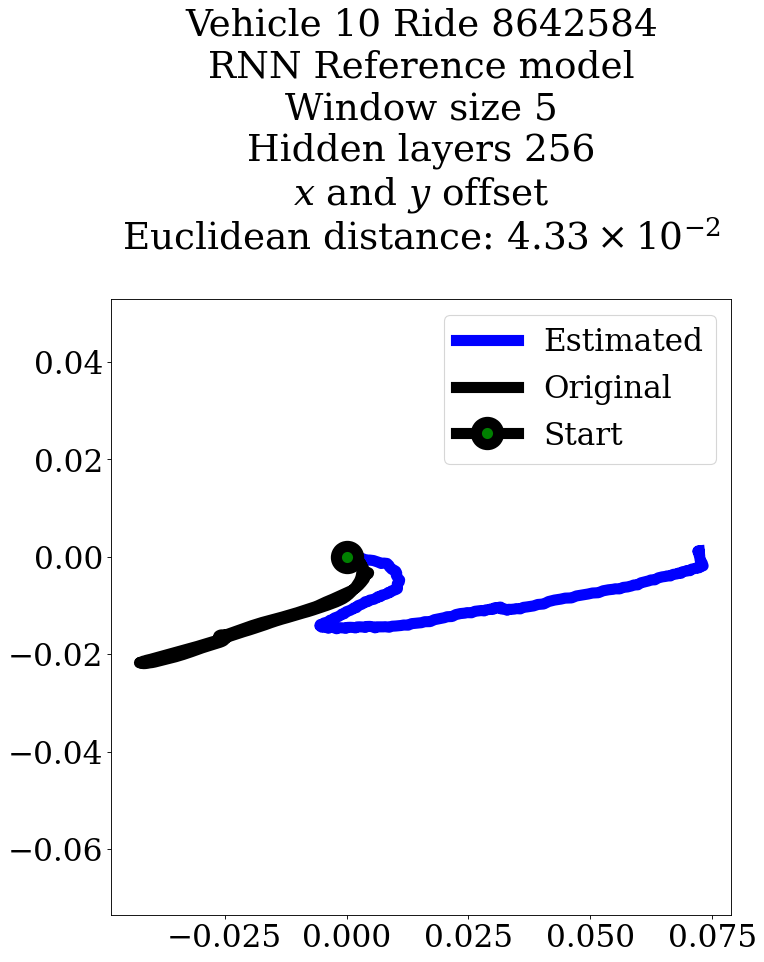 Vehicle 10 Ride 8642584
RNN Reference model
Window size 5
Hidden layers 256
x and y offset
Euclidean distance: 4.33 × 10⁻²
Estimated
Original
Start
0.04
0.02
0.00
−0.02
−0.04
−0.06
−0.025 0.000 0.025 0.050 0.075